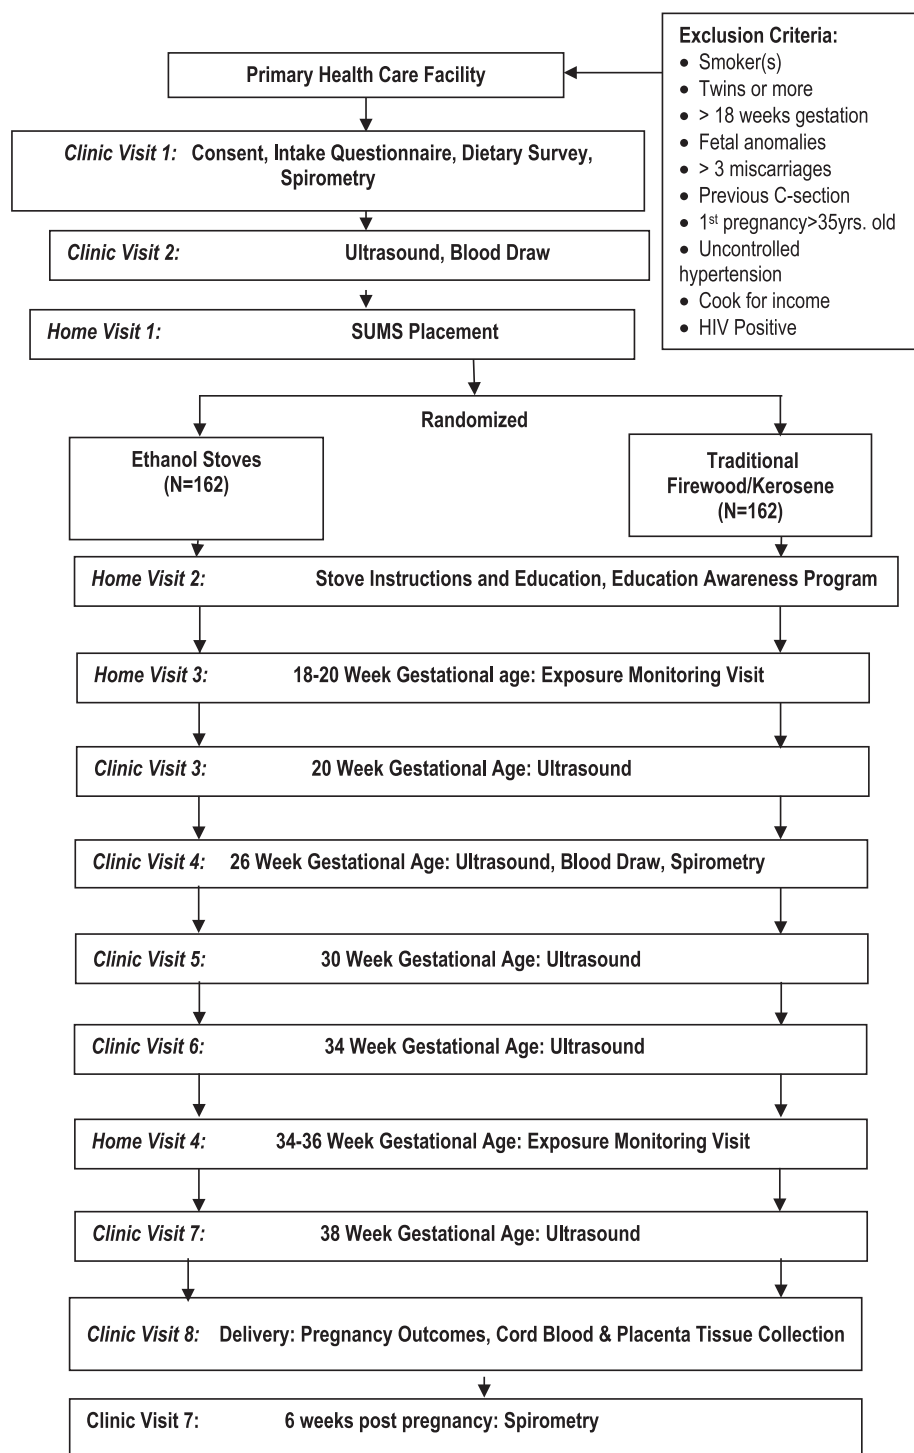 Primary Health Care Facility
Exclusion Criteria:
• Smoker(s)
• Twins or more
• > 18 weeks gestation
• Fetal anomalies
• > 3 miscarriages
• Previous C-section
• 1st pregnancy>35yrs. old
• Uncontrolled
hypertension
• Cook for income
• HIV Positive
Clinic Visit 1: Consent, Intake Questionnaire, Dietary Survey,
Spirometry
Clinic Visit 2: Ultrasound, Blood Draw
Home Visit 1: SUMS Placement
Randomized
Ethanol Stoves
(N=162)
Traditional
Firewood/Kerosene
(N=162)
Home Visit 2: Stove Instructions and Education, Education Awareness Program
Home Visit 3: 18-20 Week Gestational age: Exposure Monitoring Visit
Clinic Visit 3: 20 Week Gestational Age: Ultrasound
Clinic Visit 4: 26 Week Gestational Age: Ultrasound, Blood Draw, Spirometry
Clinic Visit 5: 30 Week Gestational Age: Ultrasound
Clinic Visit 6: 34 Week Gestational Age: Ultrasound
Home Visit 4: 34-36 Week Gestational Age: Exposure Monitoring Visit
Clinic Visit 7: 38 Week Gestational Age: Ultrasound
Clinic Visit 8: Delivery: Pregnancy Outcomes, Cord Blood & Placenta Tissue Collection
Clinic Visit 7: 6 weeks post pregnancy: Spirometry